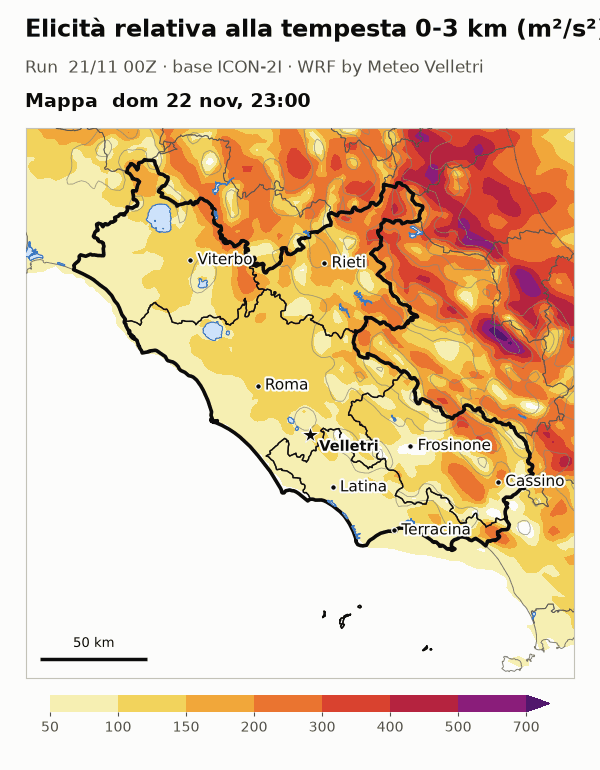 Elicità relativa alla tempesta 0-3 km (m²/s²)
Run 21/11 00Z · base ICON-2I · WRF by Meteo Velletri
Mappa dom 22 nov, 23:00
Viterbo
Rieti
Roma
Velletri
Frosinone
Latina
Cassino
Terracina
50 km
50 100 150 200 300 400 500 700